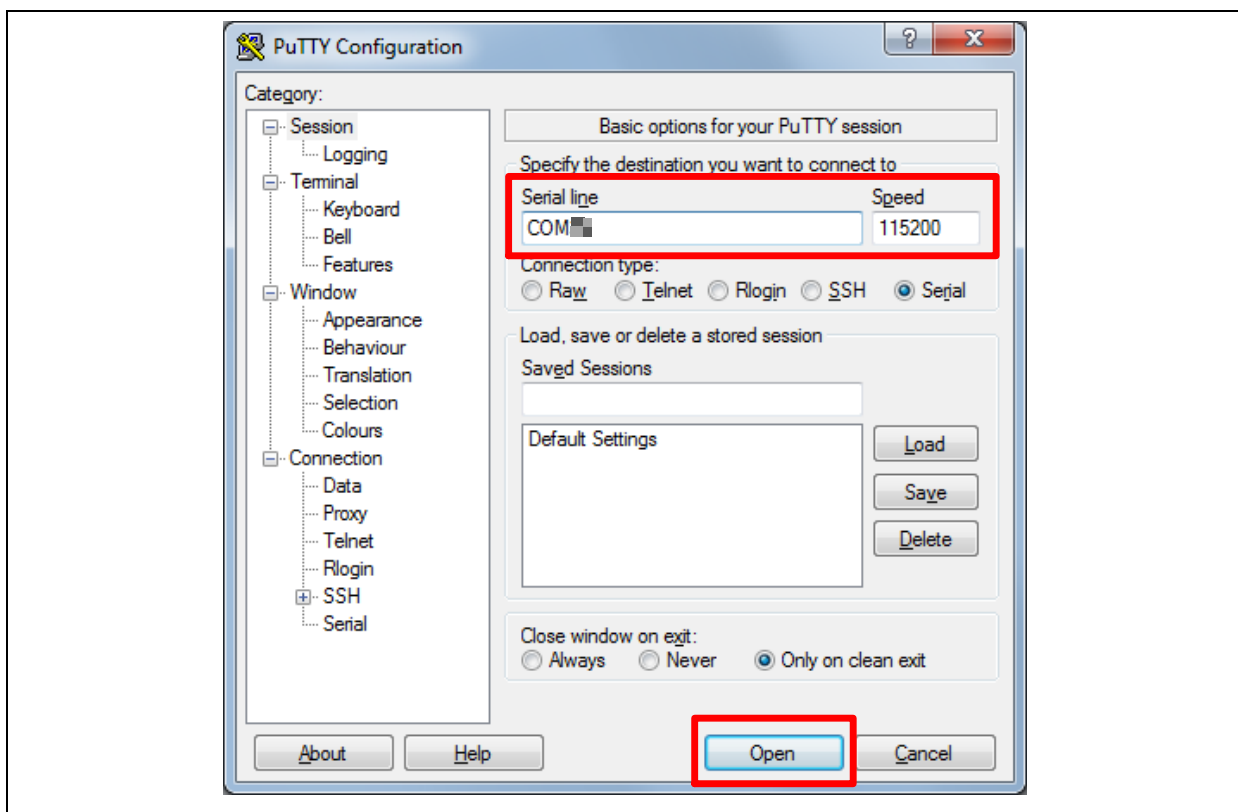 PuTTY Configuration
Category:
Session
Logging
Terminal
Keyboard
Bell
Features
Window
Appearance
Behaviour
Translation
Selection
Colours
Connection
Data
Proxy
Telnet
Rlogin
SSH
Serial
Basic options for your PuTTY session
Specify the destination you want to connect to
Serial line Speed
COM 115200
Connection type:
Raw Telnet Rlogin SSH Serial
Load, save or delete a stored session
Saved Sessions
Default Settings
Load
Save
Delete
Close window on exit:
Always Never Only on clean exit
About Help Open Cancel